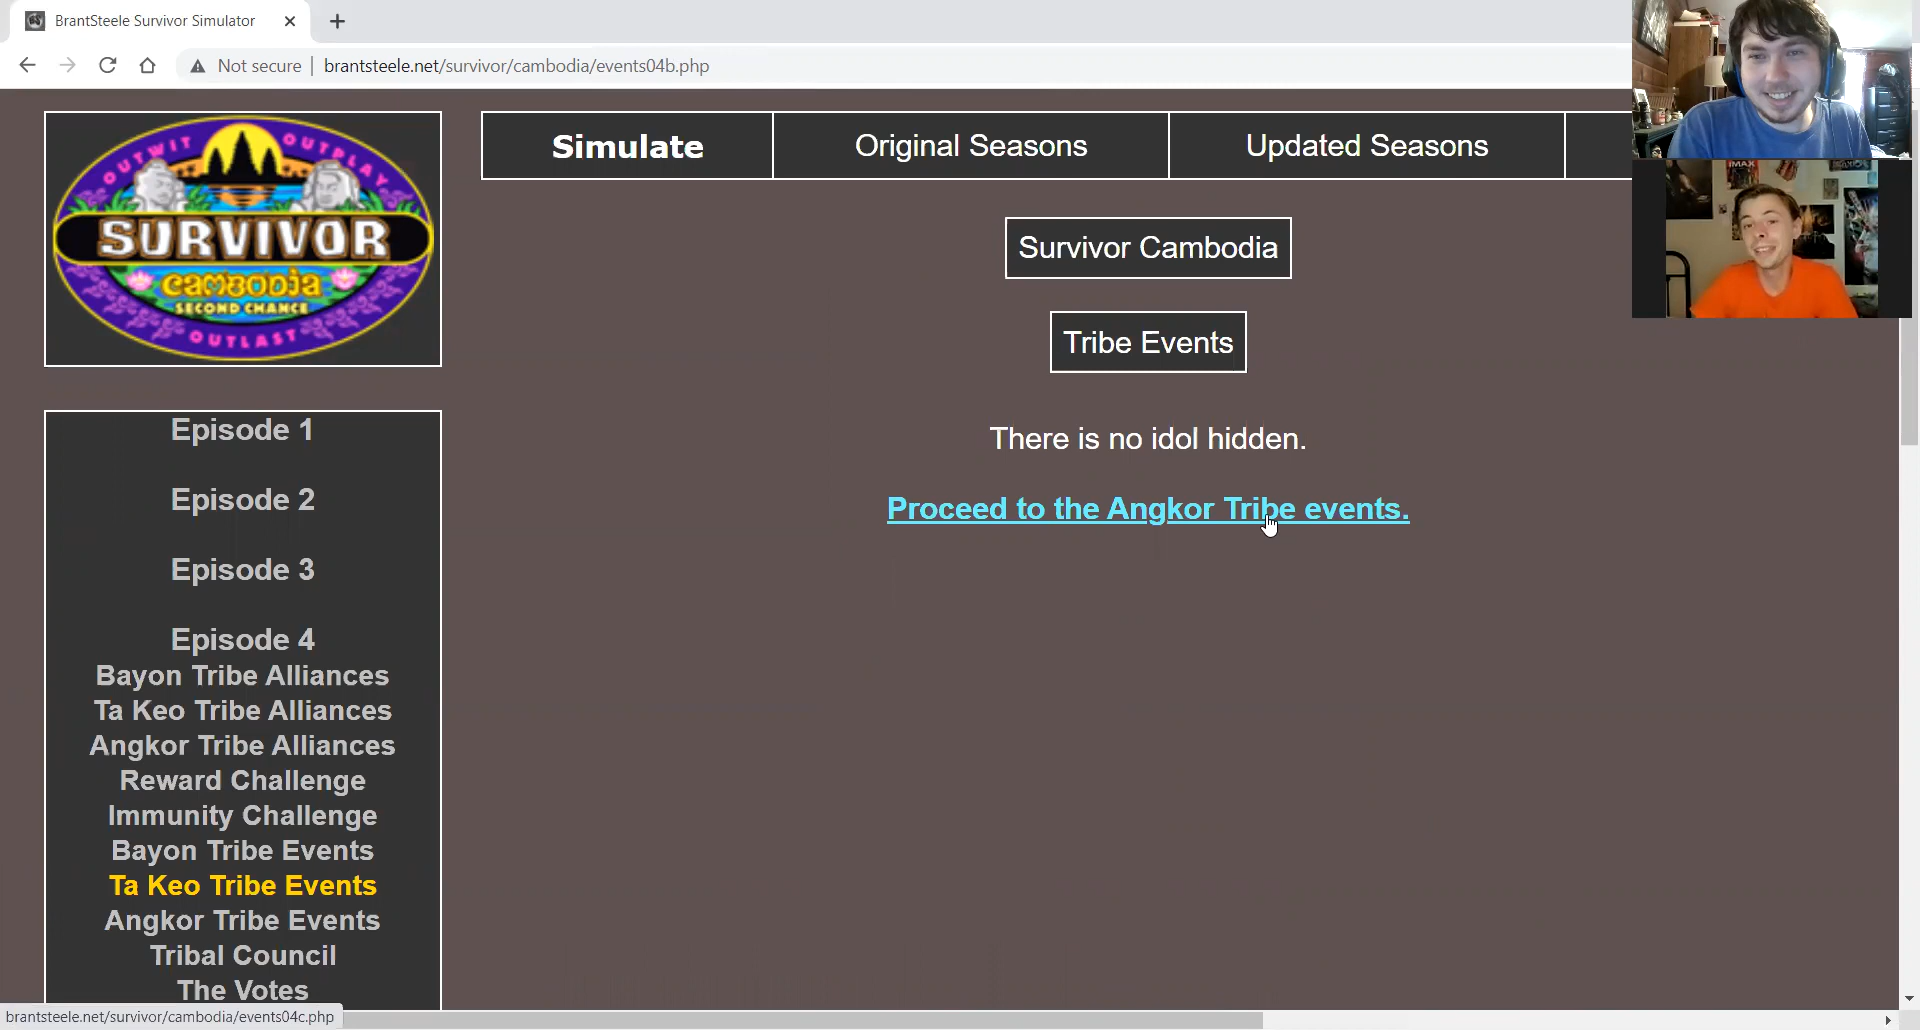 BrantSteele Survivor Simulator
Not secure
brantsteele.net/survivor/cambodia/events04b.php
OUTWIT OUTPLAY
SURVIVOR
CAMBODIA
SECOND CHANCE
OUTLAST
Simulate
Original Seasons
Updated Seasons
Survivor Cambodia
Tribe Events
There is no idol hidden.
Proceed to the Angkor Tribe events.
Episode 1
Episode 2
Episode 3
Episode 4
Bayon Tribe Alliances
Ta Keo Tribe Alliances
Angkor Tribe Alliances
Reward Challenge
Immunity Challenge
Bayon Tribe Events
Ta Keo Tribe Events
Angkor Tribe Events
Tribal Council
The Votes
brantsteele.net/survivor/cambodia/events04c.php
IMAX